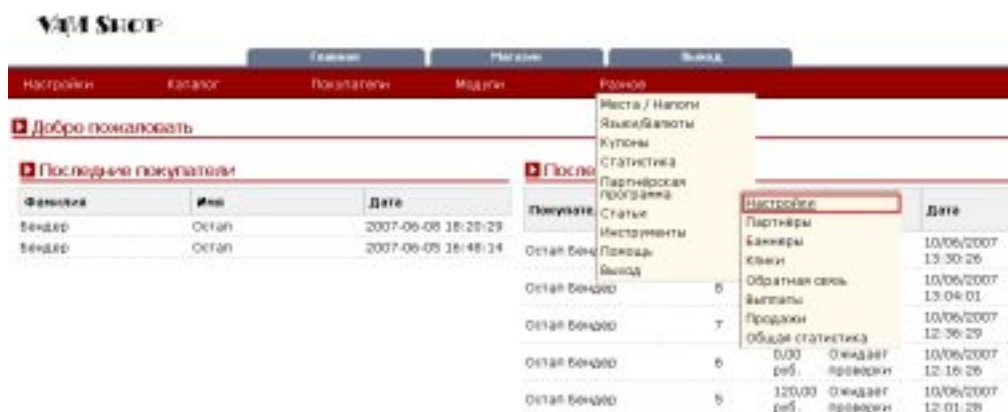 VaM Shop
Главная Магазин Выход
Настройки Каталог Покупатели Модули Разное
Места / Налоги
Языки/Валюты
Купоны
Статистика
Партнёрская
программа
Статьи
Инструменты
Помощь
Выход
Настройки
Партнёры
Баннеры
Клики
Обратная связь
Выплаты
Продажи
Общая статистика
Добро пожаловать
Последние покупатели
Фамилия Имя Дата
Бендер Остап 2007-06-08 16:20:29
Бендер Остап 2007-06-05 16:48:14
После
Покупате Дата
Остап Бенд 10/06/2007
13:30:26
Остап Бендер 8 10/06/2007
13:04:01
Остап Бендер 7 10/06/2007
12:36:29
Остап Бендер 6 0,00 Ожидает 10/06/2007
руб. проверки 12:16:26
Остап Бендер 5 120,00 Ожидает 10/06/2007
руб. проверки 12:01:28